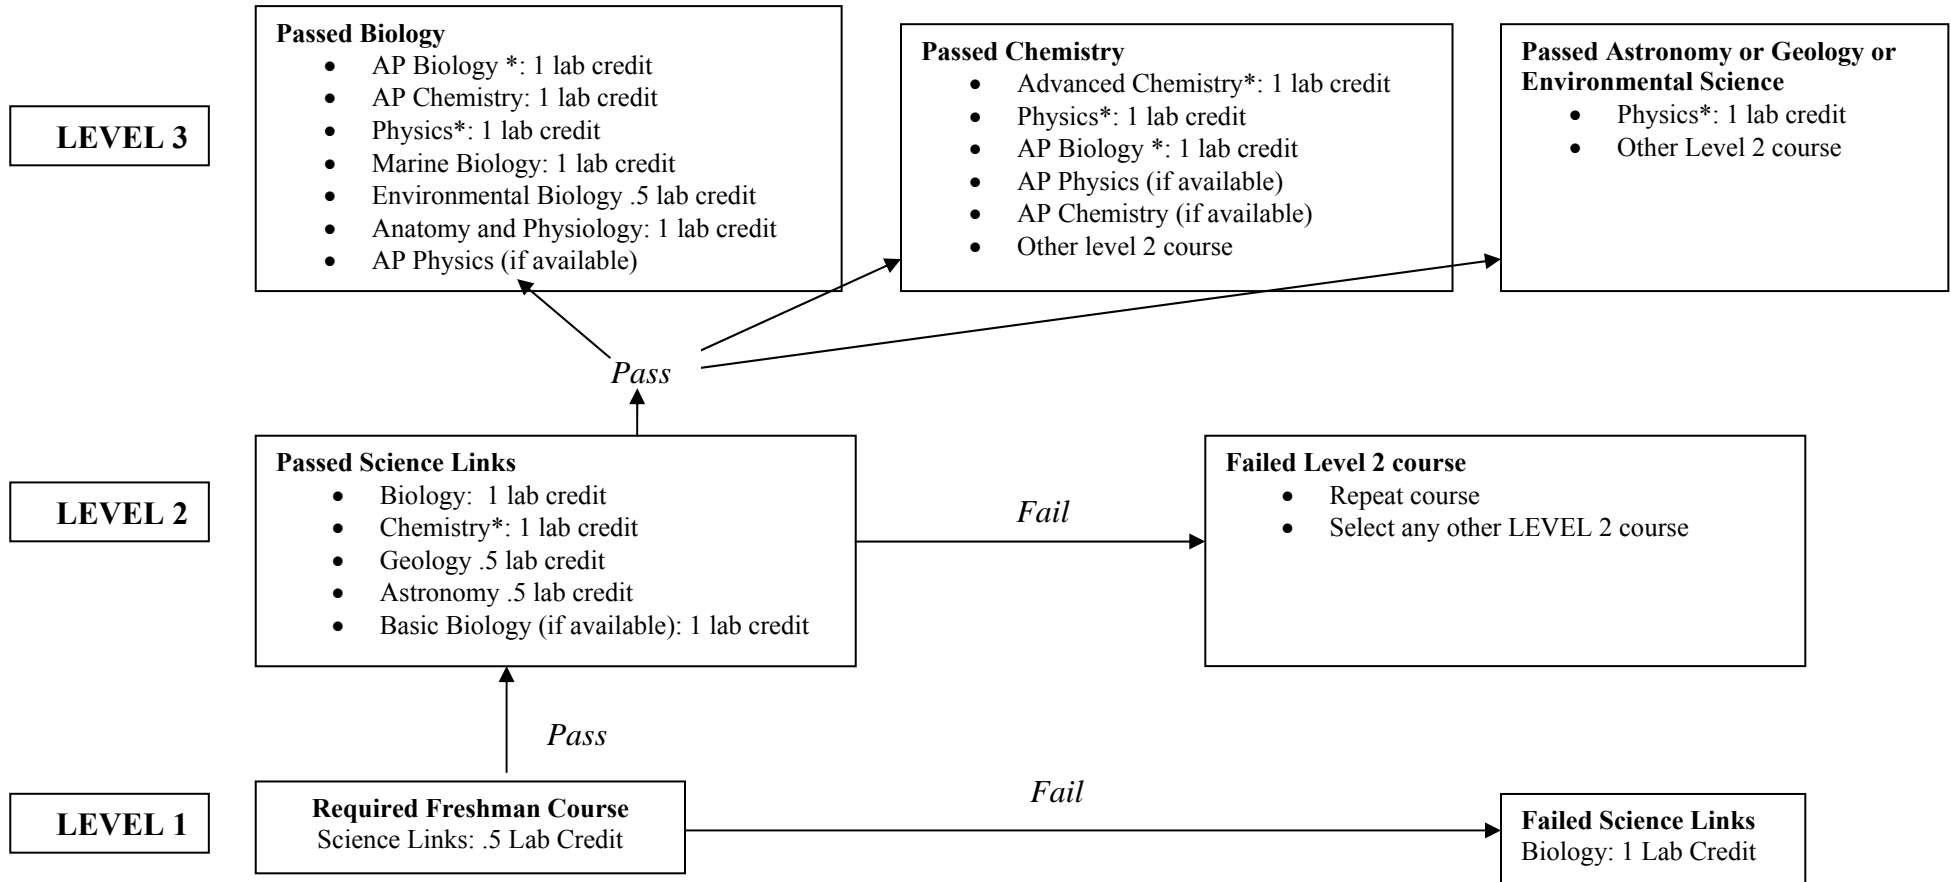 LEVEL 3
Passed Biology
• AP Biology *: 1 lab credit
• AP Chemistry: 1 lab credit
• Physics*: 1 lab credit
• Marine Biology: 1 lab credit
• Environmental Biology .5 lab credit
• Anatomy and Physiology: 1 lab credit
• AP Physics (if available)
Passed Chemistry
• Advanced Chemistry*: 1 lab credit
• Physics*: 1 lab credit
• AP Biology *: 1 lab credit
• AP Physics (if available)
• AP Chemistry (if available)
• Other level 2 course
Passed Astronomy or Geology or
Environmental Science
• Physics*: 1 lab credit
• Other Level 2 course
Pass
LEVEL 2
Passed Science Links
• Biology: 1 lab credit
• Chemistry*: 1 lab credit
• Geology .5 lab credit
• Astronomy .5 lab credit
• Basic Biology (if available): 1 lab credit
Fail
Failed Level 2 course
• Repeat course
• Select any other LEVEL 2 course
Pass
LEVEL 1
Required Freshman Course
Science Links: .5 Lab Credit
Fail
Failed Science Links
Biology: 1 Lab Credit